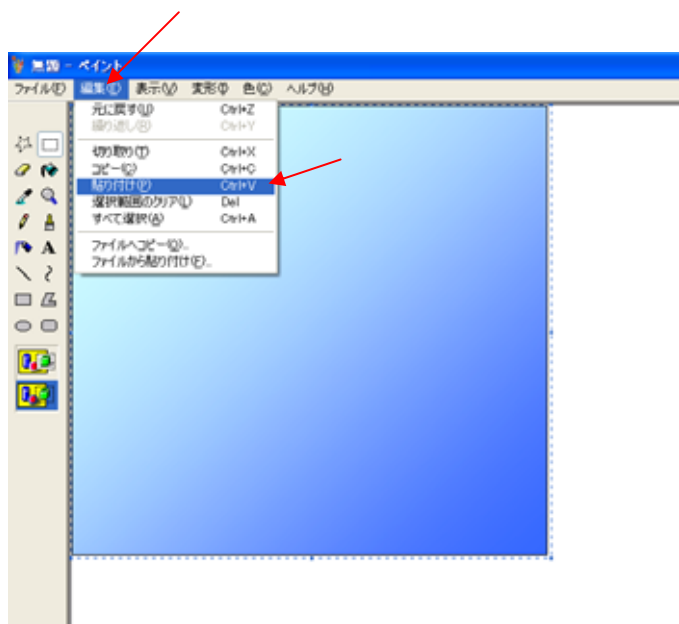 無題 - ペイント
ファイル(F) 編集(E) 表示(V) 変形(I) 色(C) ヘルプ(H)
元に戻す(U) Ctrl+Z
繰り返し(R) Ctrl+Y
切り取り(T) Ctrl+X
コピー(C) Ctrl+C
貼り付け(P) Ctrl+V
選択範囲のクリア(L) Del
すべて選択(A) Ctrl+A
ファイルへコピー(O)...
ファイルから貼り付け(F)...
A